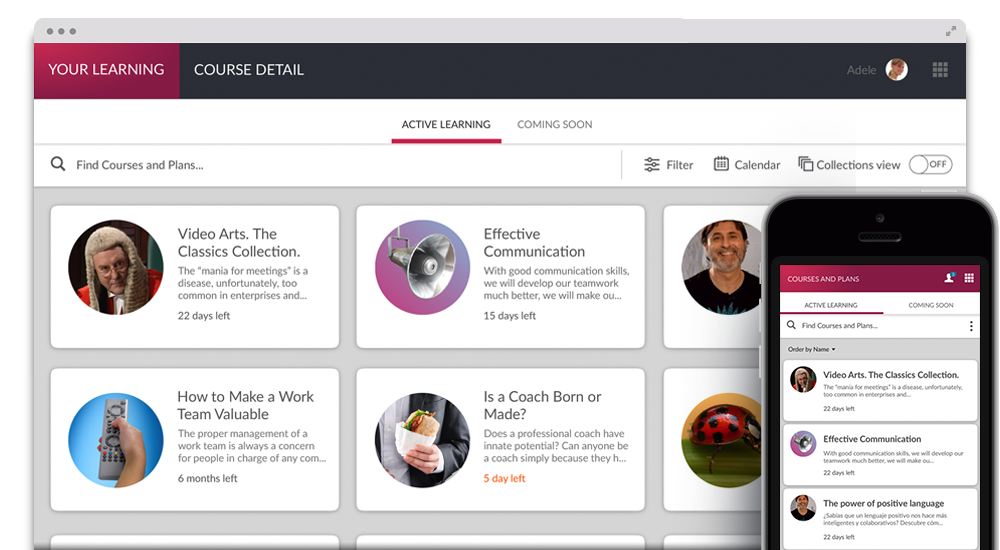 YOUR LEARNING
COURSE DETAIL
Adele
ACTIVE LEARNING
COMING SOON
Find Courses and Plans...
Filter
Calendar
Collections view
OFF
Video Arts. The
Classics Collection.
The “mania for meetings” is a
disease, unfortunately, too
common in enterprises and...
22 days left
Effective
Communication
With good communication skills,
we will develop our teamwork
much better, we will make ou...
15 days left
How to Make a Work
Team Valuable
The proper management of a
work team is always a concern
for people in charge of any com...
6 months left
Is a Coach Born or
Made?
Does a professional coach have
innate potential? Can anyone be
a coach simply because they h...
5 day left
COURSES AND PLANS
ACTIVE LEARNING
COMING SOON
Find Courses and Plans...
Order by Name
Video Arts. The Classics Collection.
The “mania for meetings” is a disease, unfortunately,
too common in enterprises and...
22 days left
Effective Communication
With good communication skills, we will develop our
teamwork much better, we will make ou...
22 days left
The power of positive language
¿Sabías que un lenguaje positivo nos hace más
inteligentes y colaborativos? Descubre cóm...
22 days left